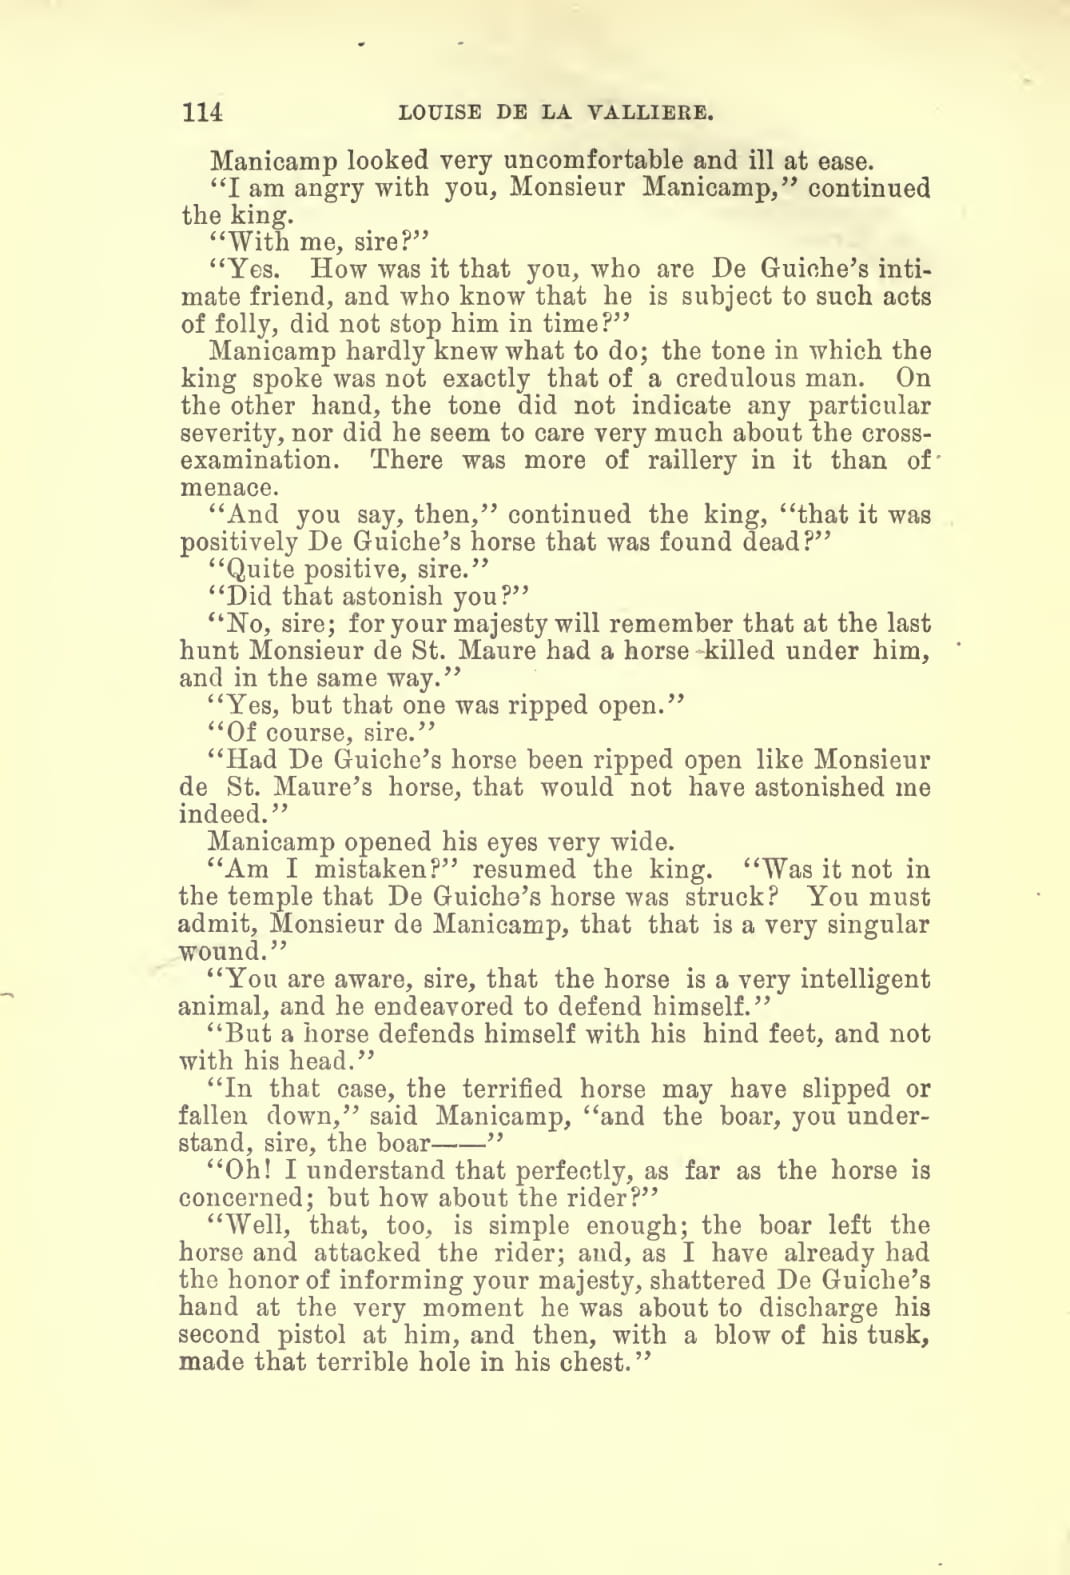 114 LOUISE DE LA VALLIERE.
Manicamp looked very uncomfortable and ill at ease.
“I am angry with you, Monsieur Manicamp,” continued
the king.
“With me, sire?”
“Yes. How was it that you, who are De Guiche’s inti-
mate friend, and who know that he is subject to such acts
of folly, did not stop him in time?”
Manicamp hardly knew what to do; the tone in which the
king spoke was not exactly that of a credulous man. On
the other hand, the tone did not indicate any particular
severity, nor did he seem to care very much about the cross-
examination. There was more of raillery in it than of
menace.
“And you say, then,” continued the king, “that it was
positively De Guiche’s horse that was found dead?”
“Quite positive, sire.”
“Did that astonish you?”
“No, sire; for your majesty will remember that at the last
hunt Monsieur de St. Maure had a horse killed under him,
and in the same way.”
“Yes, but that one was ripped open.”
“Of course, sire.”
“Had De Guiche’s horse been ripped open like Monsieur
de St. Maure’s horse, that would not have astonished me
indeed.”
Manicamp opened his eyes very wide.
“Am I mistaken?” resumed the king. “Was it not in
the temple that De Guiche’s horse was struck? You must
admit, Monsieur de Manicamp, that that is a very singular
wound.”
“You are aware, sire, that the horse is a very intelligent
animal, and he endeavored to defend himself.”
“But a horse defends himself with his hind feet, and not
with his head.”
“In that case, the terrified horse may have slipped or
fallen down,” said Manicamp, “and the boar, you under-
stand, sire, the boar——”
“Oh! I understand that perfectly, as far as the horse is
concerned; but how about the rider?”
“Well, that, too, is simple enough; the boar left the
horse and attacked the rider; and, as I have already had
the honor of informing your majesty, shattered De Guiche’s
hand at the very moment he was about to discharge his
second pistol at him, and then, with a blow of his tusk,
made that terrible hole in his chest.”